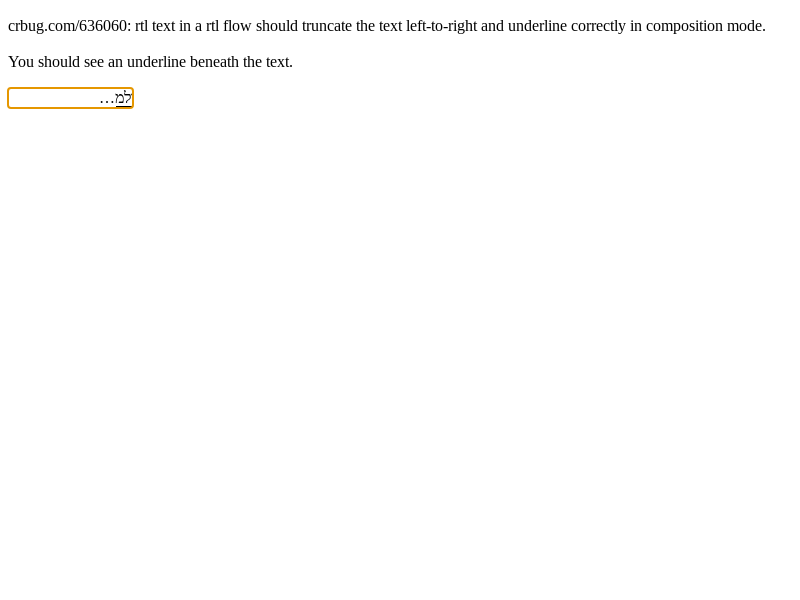 crbug.com/636060: rtl text in a rtl flow should truncate the text left-to-right and underline correctly in composition mode.
You should see an underline beneath the text.
למ...